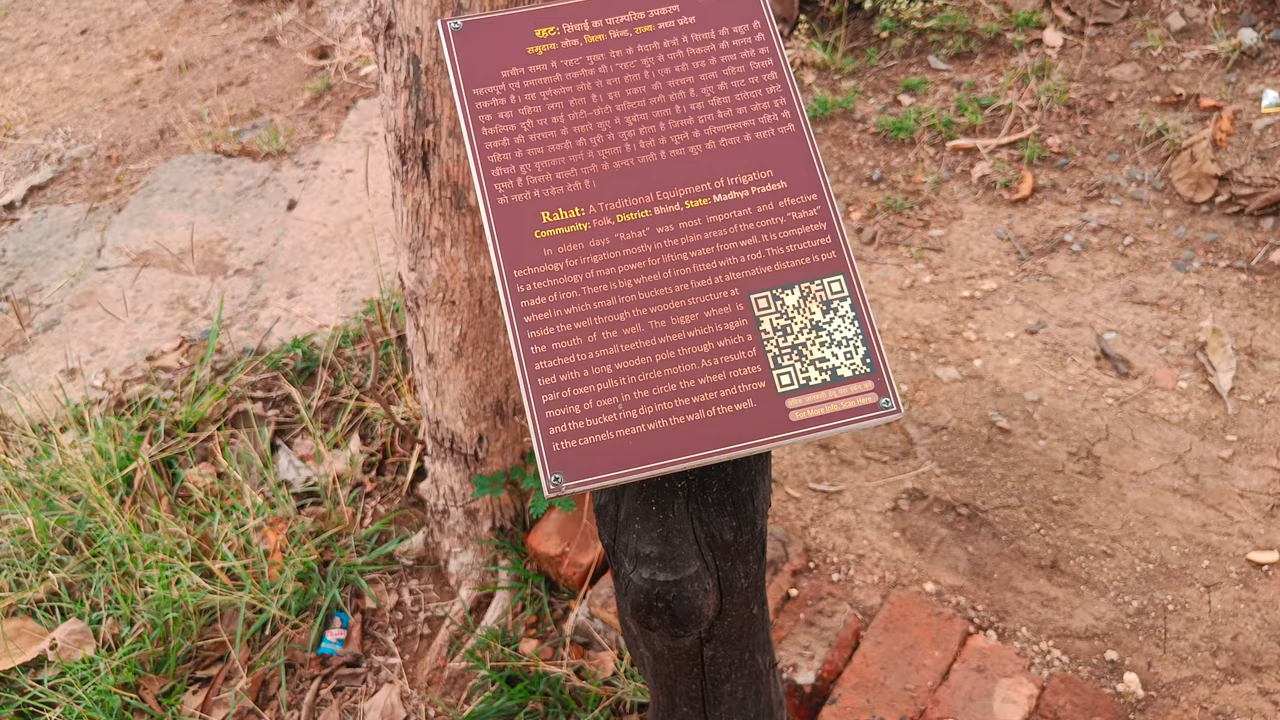 रहट: सिंचाई का पारम्परिक उपकरण
समुदाय: लोक, जिला: भिन्ड, राज्य: मध्य प्रदेश
प्राचीन समय में "रहट" मुख्यतः देश के मैदानी क्षेत्रों में सिंचाई की बहुत ही
महत्वपूर्ण एवं प्रभावशाली तकनीक थी। "रहट" कुंए से पानी निकालने की मानव की
तकनीक है। यह पूर्णरूपेण लोहे से बना होता है। एक बड़ी छड़ के साथ लोहे का
एक बड़ा पहिया लगा होता है। इस प्रकार की संरचना वाला पहिया जिसमें
वैकल्पिक दूरी पर कई छोटी–छोटी बाल्टियां लगी होती हैं, कुंए की पाट पर रखी
लकड़ी की संरचना के सहारे कुंए में डुबोया जाता है। बड़ा पहिया दांतेदार छोटे
पहिया के साथ लकड़ी की धुरी से जुड़ा होता है जिसके द्वारा बैलों का जोड़ा इसे
खींचते हुए वृत्ताकार मार्ग में घूमाता है। बैलों के घूमने के परिणामस्वरूप पहिये भी
घूमते हैं जिससे बाल्टी पानी के अन्दर जाती हैं तथा कुएं की दीवार के सहारे पानी
को नहरों में उड़ेल देती हैं।
Rahat: A Traditional Equipment of Irrigation
Community: Folk, District: Bhind, State: Madhya Pradesh
In olden days "Rahat" was most important and effective
technology for irrigation mostly in the plain areas of the contry. "Rahat"
is a technology of man power for lifting water from well. It is completely
made of iron. There is big wheel of iron fitted with a rod. This structured
wheel in which small iron buckets are fixed at alternative distance is put
inside the well through the wooden structure at
the mouth of the well. The bigger wheel is
attached to a small teethed wheel which is again
tied with a long wooden pole through which a
pair of oxen pulls it in circle motion. As a result of
moving of oxen in the circle the wheel rotates
and the bucket ring dip into the water and throw
it the cannels meant with the wall of the well.
For More Info. Scan Here